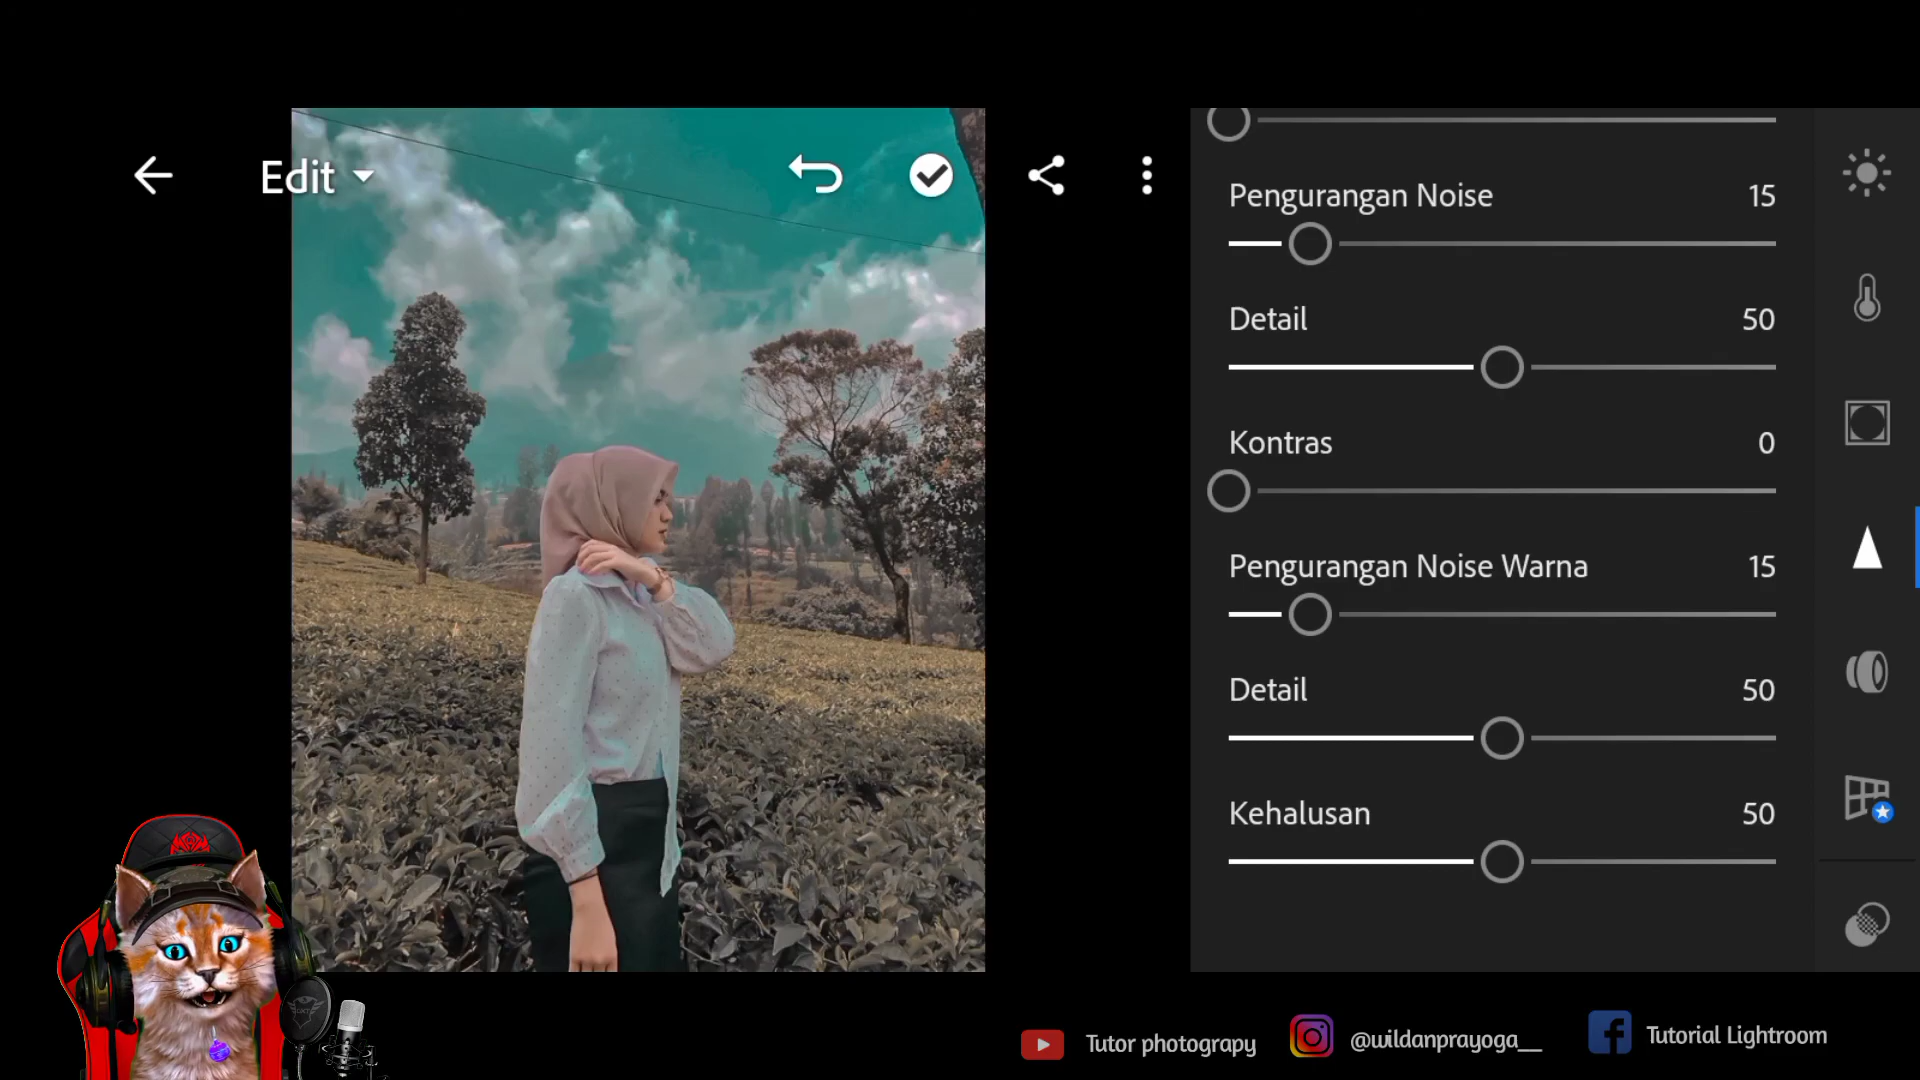 Edit
Pengurangan Noise 15
Detail 50
Kontras 0
Pengurangan Noise Warna 15
Detail 50
Kehalusan 50
Tutor photograpy
@wildanprayoga__
Tutorial Lightroom